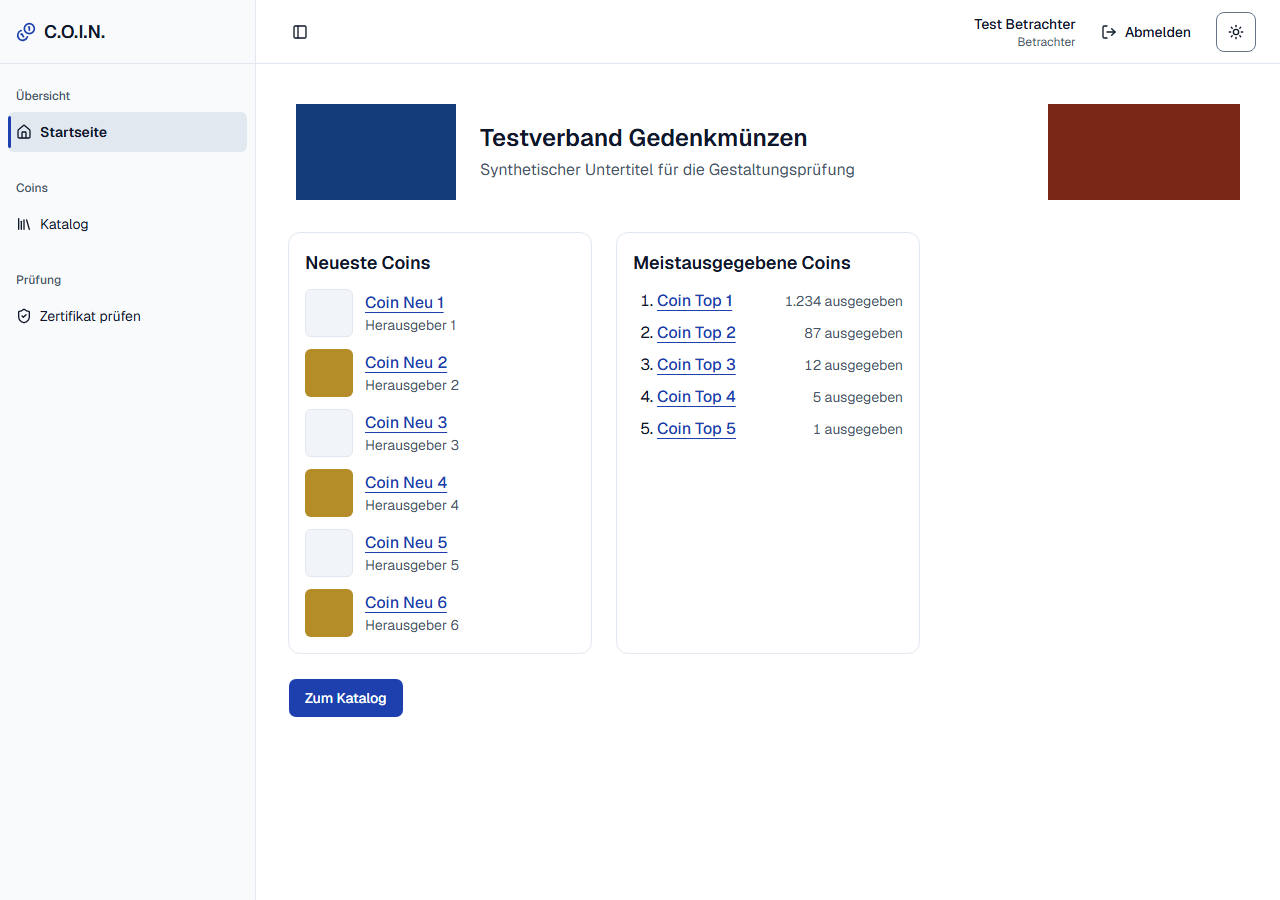 C.O.I.N.
Test Betrachter
Betrachter
Abmelden
Übersicht
Startseite
Coins
Katalog
Prüfung
Zertifikat prüfen
Testverband Gedenkmünzen
Synthetischer Untertitel für die Gestaltungsprüfung
Neueste Coins
Coin Neu 1
Herausgeber 1
Coin Neu 2
Herausgeber 2
Coin Neu 3
Herausgeber 3
Coin Neu 4
Herausgeber 4
Coin Neu 5
Herausgeber 5
Coin Neu 6
Herausgeber 6
Meistausgegebene Coins
1. Coin Top 1 1.234 ausgegeben
2. Coin Top 2 87 ausgegeben
3. Coin Top 3 12 ausgegeben
4. Coin Top 4 5 ausgegeben
5. Coin Top 5 1 ausgegeben
Zum Katalog